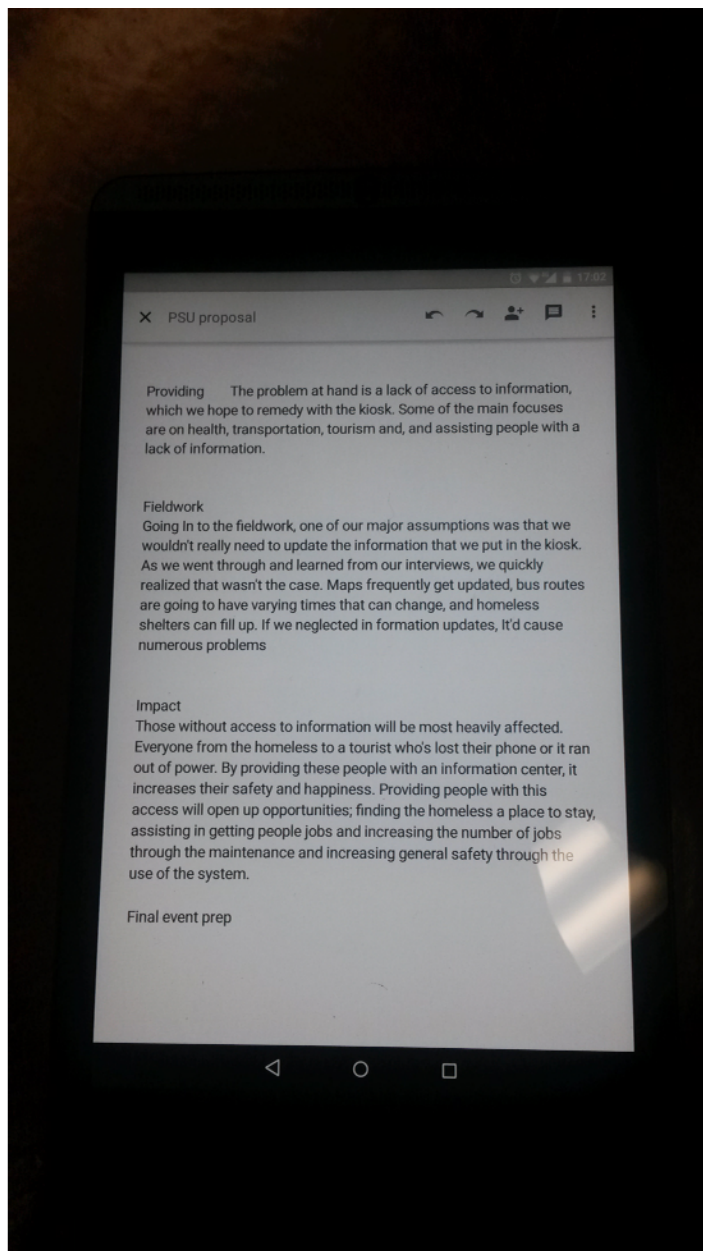 17:02
PSU proposal
Providing The problem at hand is a lack of access to information,
which we hope to remedy with the kiosk. Some of the main focuses
are on health, transportation, tourism and, and assisting people with a
lack of information.
Fieldwork
Going In to the fieldwork, one of our major assumptions was that we
wouldn't really need to update the information that we put in the kiosk.
As we went through and learned from our interviews, we quickly
realized that wasn't the case. Maps frequently get updated, bus routes
are going to have varying times that can change, and homeless
shelters can fill up. If we neglected in formation updates, It'd cause
numerous problems
Impact
Those without access to information will be most heavily affected.
Everyone from the homeless to a tourist who's lost their phone or it ran
out of power. By providing these people with an information center, it
increases their safety and happiness. Providing people with this
access will open up opportunities; finding the homeless a place to stay,
assisting in getting people jobs and increasing the number of jobs
through the maintenance and increasing general safety through the
use of the system.
Final event prep